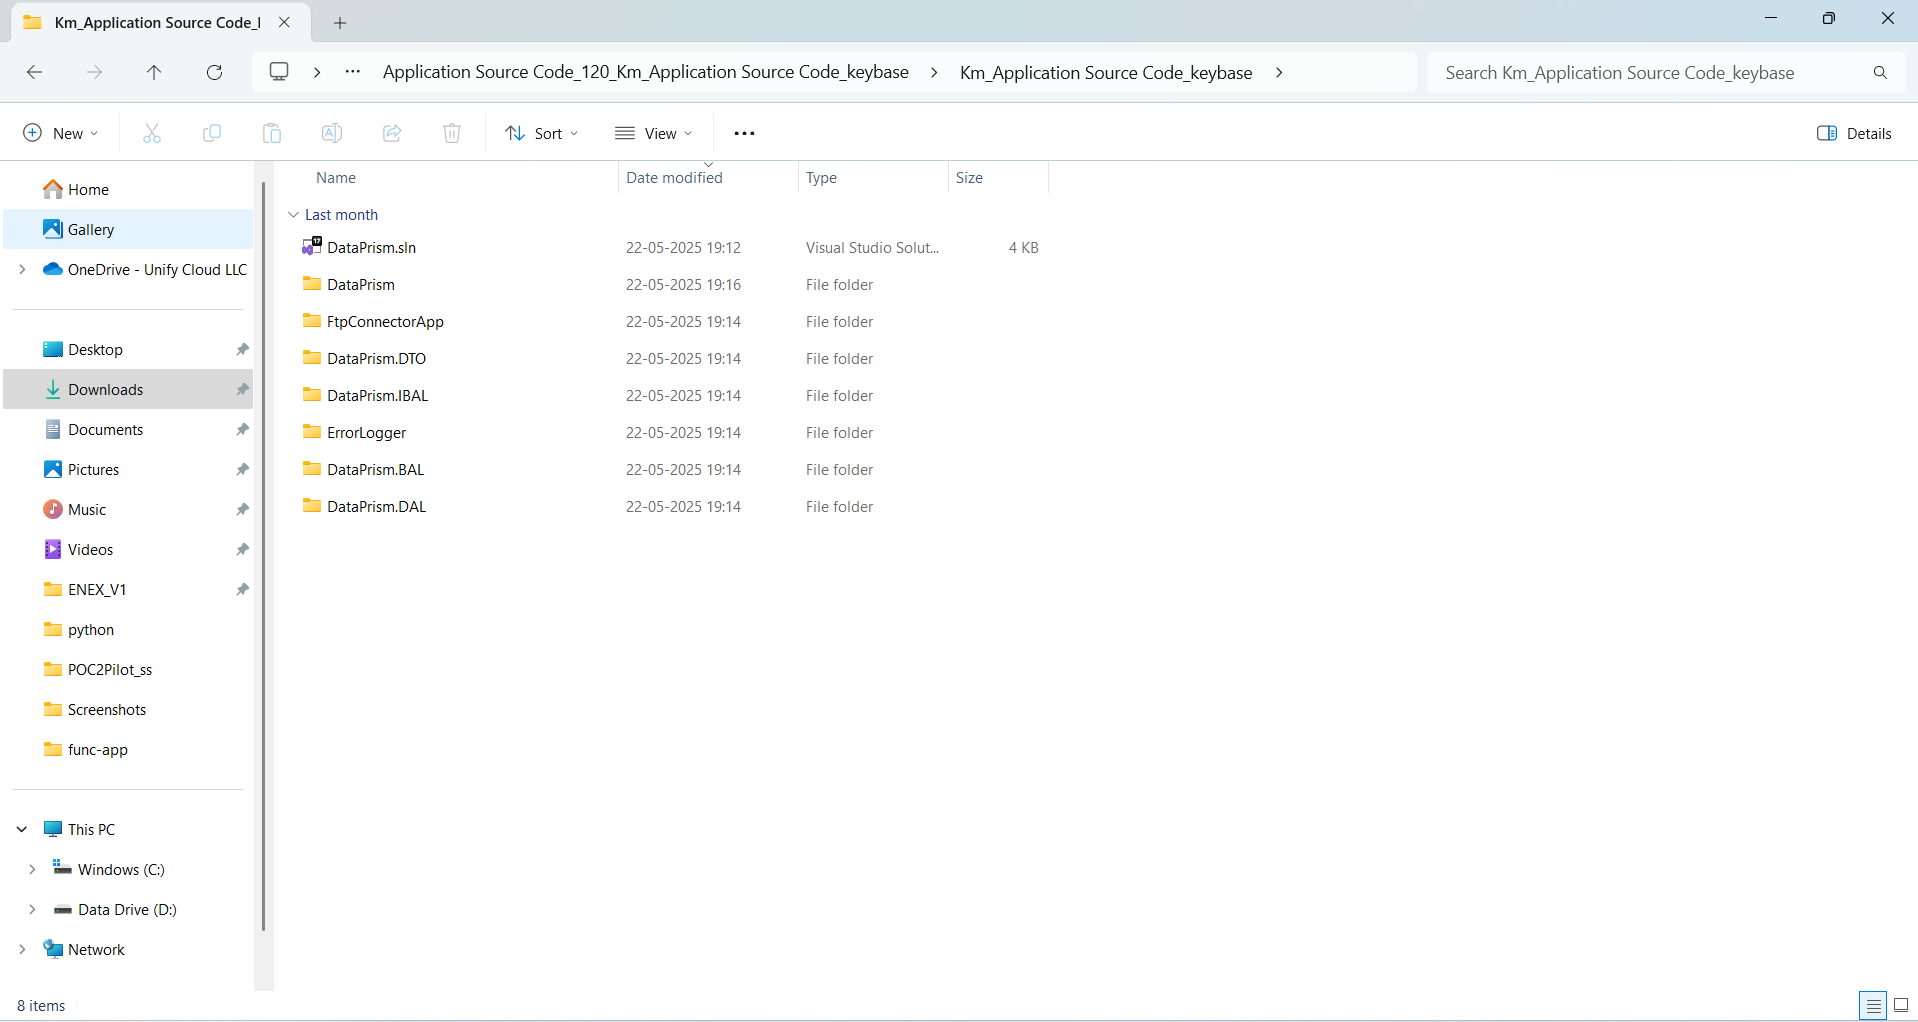 Km_Application Source Code_l
Application Source Code_120_Km_Application Source Code_keybase
Km_Application Source Code_keybase
Search Km_Application Source Code_keybase
New
Sort
View
Details
Home
Gallery
OneDrive - Unify Cloud LLC
Desktop
Downloads
Documents
Pictures
Music
Videos
ENEX_V1
python
POC2Pilot_ss
Screenshots
func-app
This PC
Windows (C:)
Data Drive (D:)
Network
Name Date modified Type Size
Last month
DataPrism.sln 22-05-2025 19:12 Visual Studio Solut... 4 KB
DataPrism 22-05-2025 19:16 File folder
FtpConnectorApp 22-05-2025 19:14 File folder
DataPrism.DTO 22-05-2025 19:14 File folder
DataPrism.IBAL 22-05-2025 19:14 File folder
ErrorLogger 22-05-2025 19:14 File folder
DataPrism.BAL 22-05-2025 19:14 File folder
DataPrism.DAL 22-05-2025 19:14 File folder
8 items